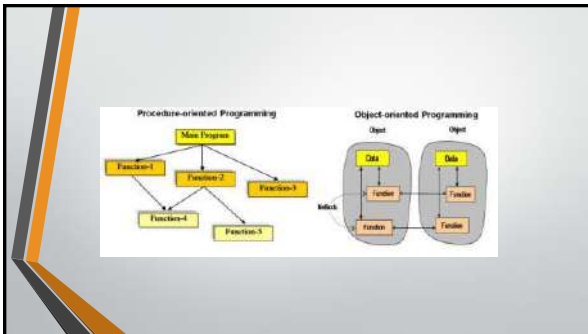 Procedure-oriented Programming
Main Program
Function-1
Function-2
Function-3
Function-4
Function-5
Object-oriented Programming
Object
Object
Data
Data
Function
Function
Function
Function